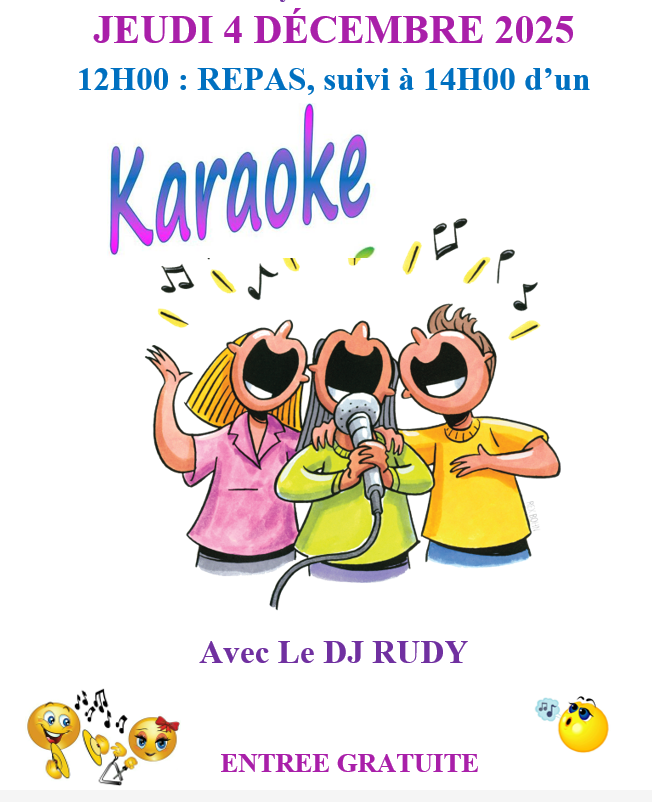 JEUDI 4 DÉCEMBRE 2025
12H00 : REPAS, suivi à 14H00 d’un
Karaoke
Avec Le DJ RUDY
ENTREE GRATUITE